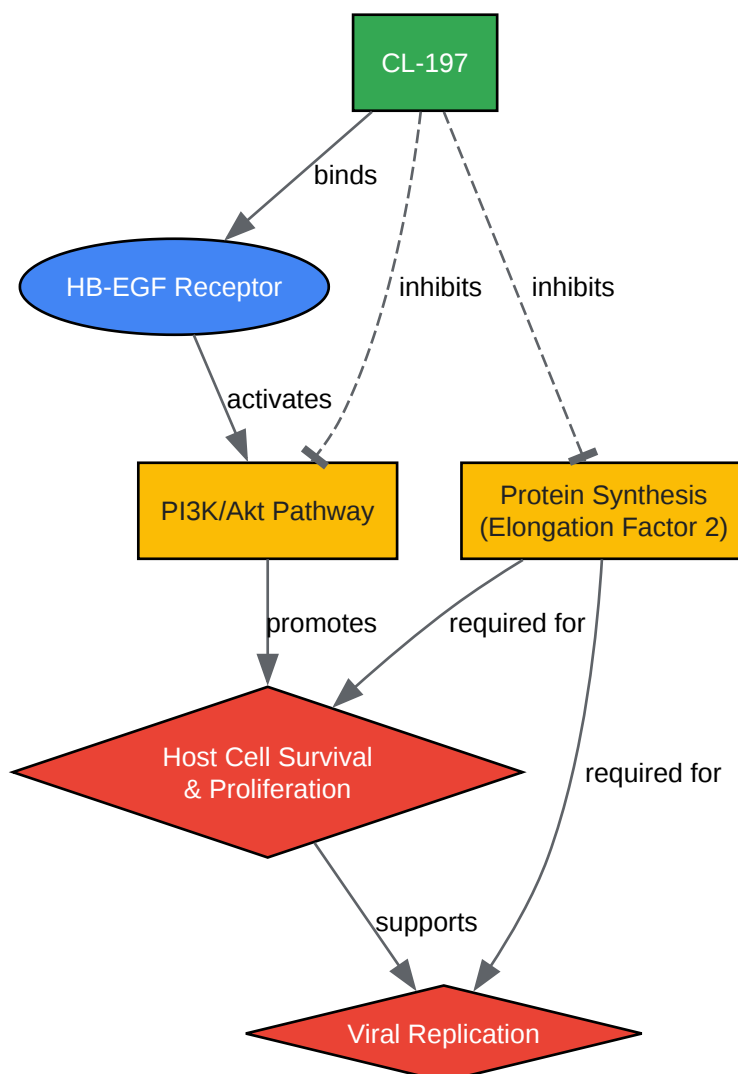 CL-197
binds
HB-EGF Receptor
inhibits
inhibits
activates
PI3K/Akt Pathway
Protein Synthesis
(Elongation Factor 2)
promotes
required for
Host Cell Survival
& Proliferation
required for
supports
Viral Replication